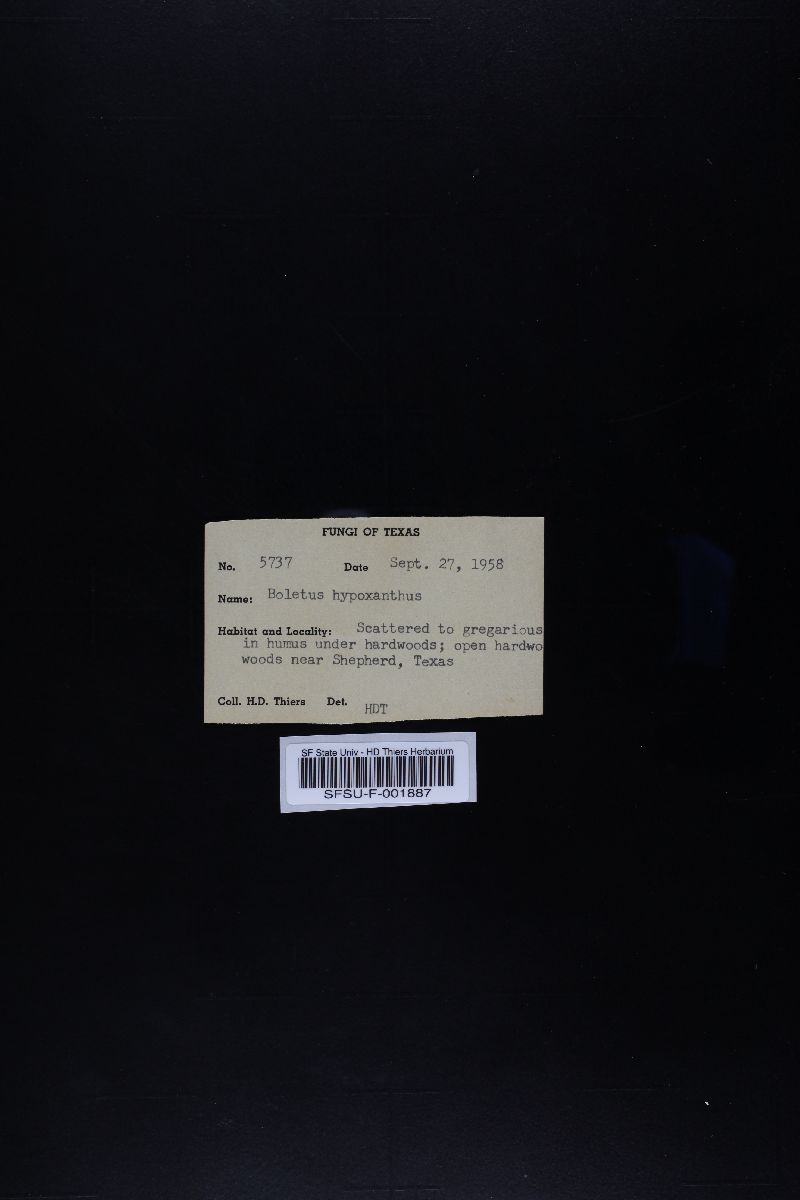 FUNGI OF TEXAS
No. 5737 Date Sept. 27, 1958
Name: Boletus hypoxanthus
Habitat and Locality: Scattered to gregarious
in humus under hardwoods; open hardwo
woods near Shepherd, Texas
Coll. H.D. Thiers Det. HDT
SF State Univ - HD Thiers Herbarium
SFSU-F-001887